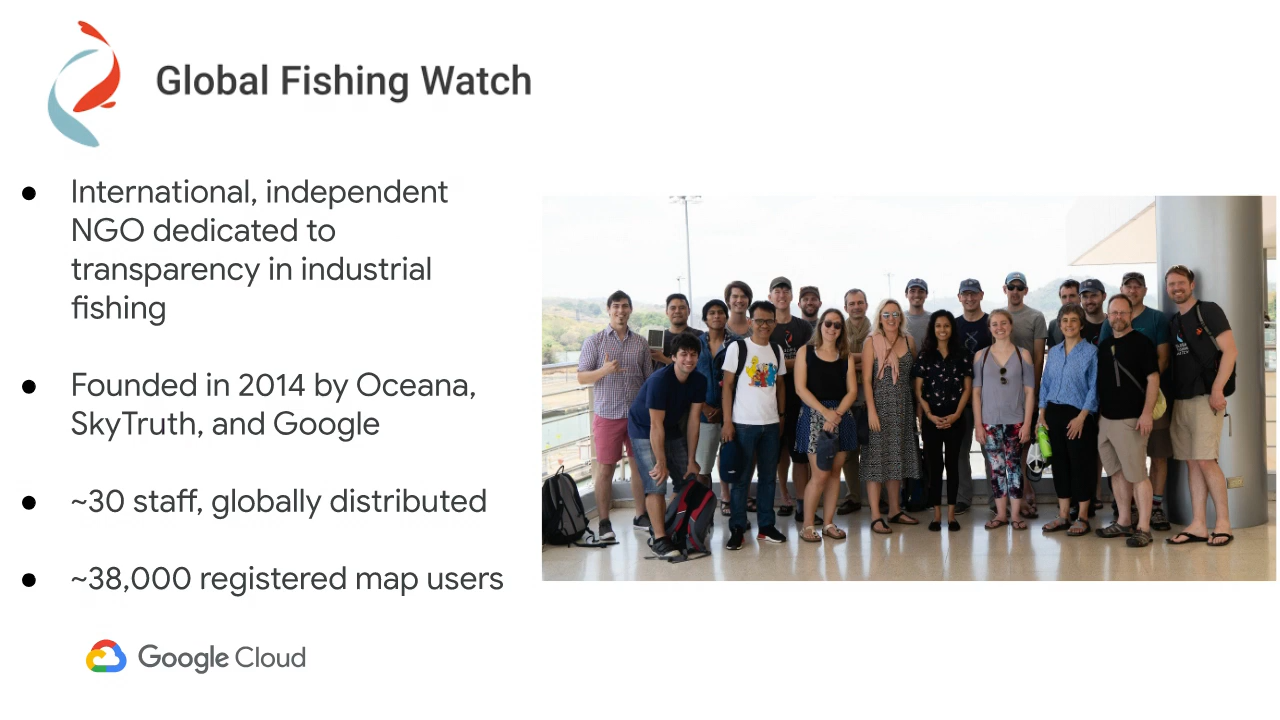 Global Fishing Watch
● International, independent
NGO dedicated to
transparency in industrial
fishing
● Founded in 2014 by Oceana,
SkyTruth, and Google
● ~30 staff, globally distributed
● ~38,000 registered map users
Google Cloud